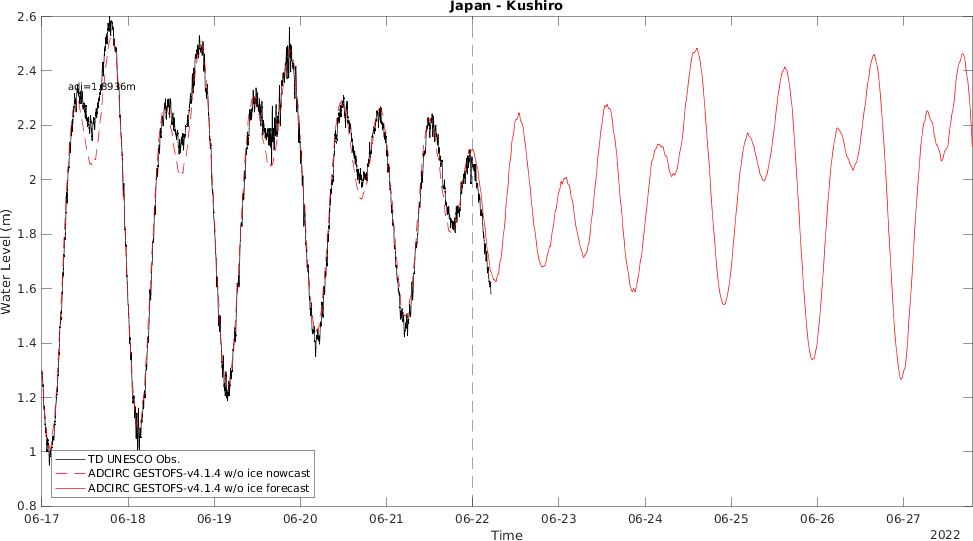 Japan - Kushiro
2.6
2.4
2.2
2
1.8
1.6
1.4
1.2
1
0.8
Water Level (m)
adj=1.8936m
TD UNESCO Obs.
ADCIRC GESTOFS-v4.1.4 w/o ice nowcast
ADCIRC GESTOFS-v4.1.4 w/o ice forecast
06-17 06-18 06-19 06-20 06-21 06-22 06-23 06-24 06-25 06-26 06-27
Time
2022